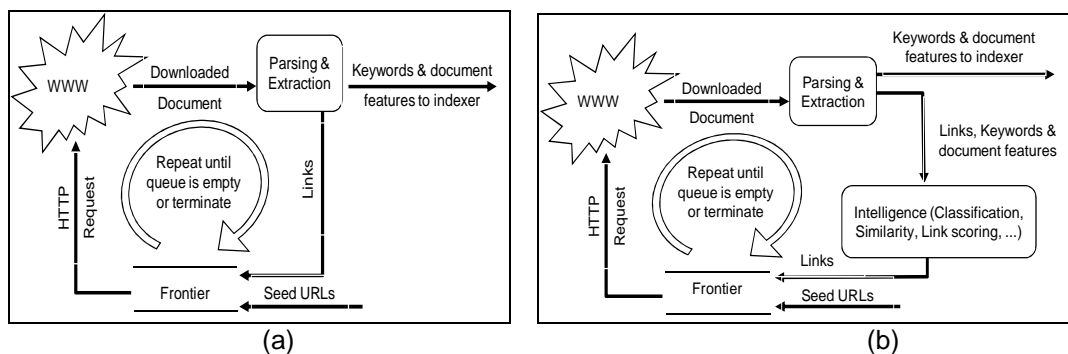 WWW
Downloaded
Document
Parsing &
Extraction
Keywords & document
features to indexer
Repeat until
queue is empty
or terminate
Links
HTTP
Request
Frontier
Seed URLs
(a)
WWW
Downloaded
Document
Parsing &
Extraction
Keywords & document
features to indexer
Links, Keywords &
document features
Repeat until
queue is empty
or terminate
Intelligence (Classification,
Similarity, Link scoring, ...)
HTTP
Request
Links
Frontier
Seed URLs
(b)